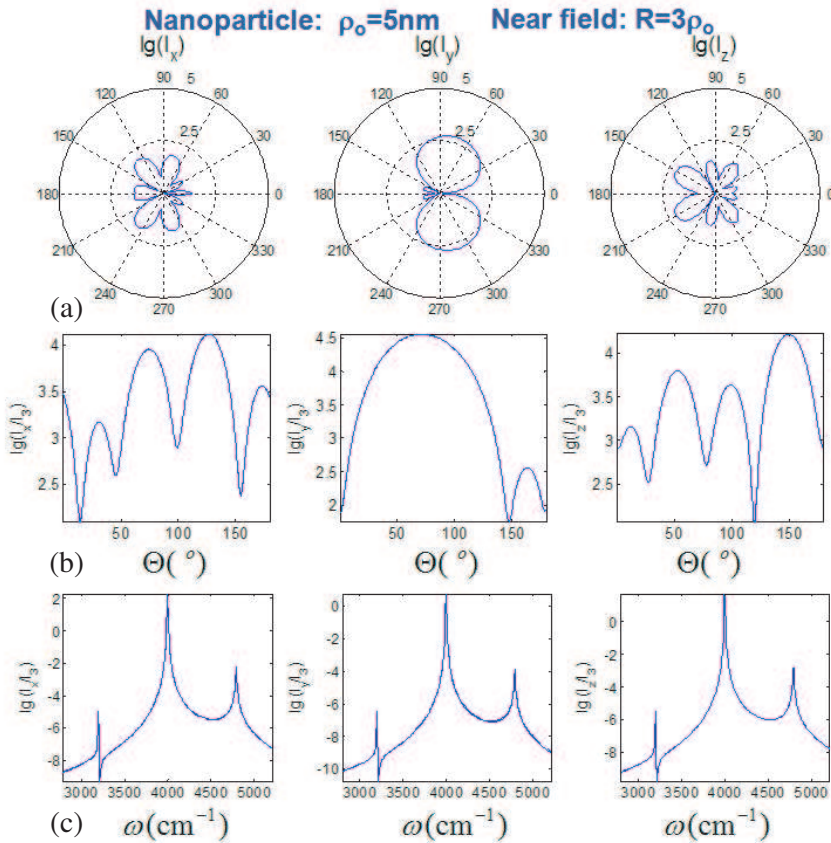 Nanoparticle: ρo=5nm Near field: R=3ρo
lg(Ix) lg(Iy) lg(Iz)
90 5 90 5 90 5
120 60 120 60 120 60
150 2.5 30 150 2.5 30 150 2.5 30
180 0 180 0 180 0
210 330 210 330 210 330
240 300 240 300 240 300
270 270 270
(a)
lg(Ix/I3) lg(Iy/I3) lg(Iz/I3)
4 4.5 4
3.5 4 3.5
3 3.5 3
2.5 3 2.5
2.5
2
50 100 150 50 100 150 50 100 150
(b) Θ(°) Θ(°) Θ(°)
lg(Ix/I3) lg(Iy/I3) lg(Iz/I3)
2 0 0
0 -2 -2
-2 -4 -4
-4 -6 -6
-6 -8 -8
-8 -10
3000 3500 4000 4500 5000 3000 3500 4000 4500 5000 3000 3500 4000 4500 5000
(c) ω(cm⁻¹) ω(cm⁻¹) ω(cm⁻¹)